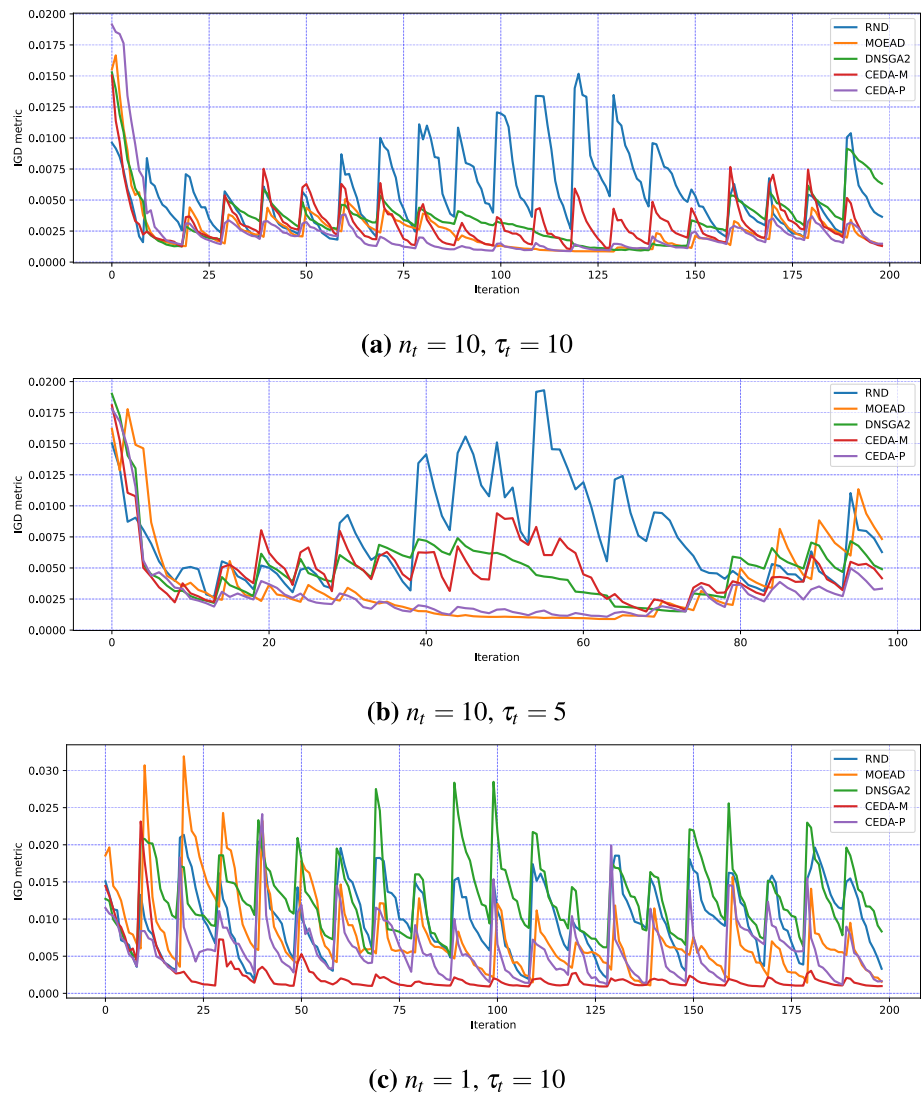 0.0200
0.0175
0.0150
0.0125
0.0100
0.0075
0.0050
0.0025
0.0000
IGD metric
0 25 50 75 100 125 150 175 200
Iteration
RND
MOEAD
DNSGA2
CEDA-M
CEDA-P
(a) n_t = 10, τ_t = 10
0.0200
0.0175
0.0150
0.0125
0.0100
0.0075
0.0050
0.0025
0.0000
IGD metric
0 20 40 60 80 100
Iteration
RND
MOEAD
DNSGA2
CEDA-M
CEDA-P
(b) n_t = 10, τ_t = 5
0.030
0.025
0.020
0.015
0.010
0.005
0.000
IGD metric
0 25 50 75 100 125 150 175 200
Iteration
RND
MOEAD
DNSGA2
CEDA-M
CEDA-P
(c) n_t = 1, τ_t = 10